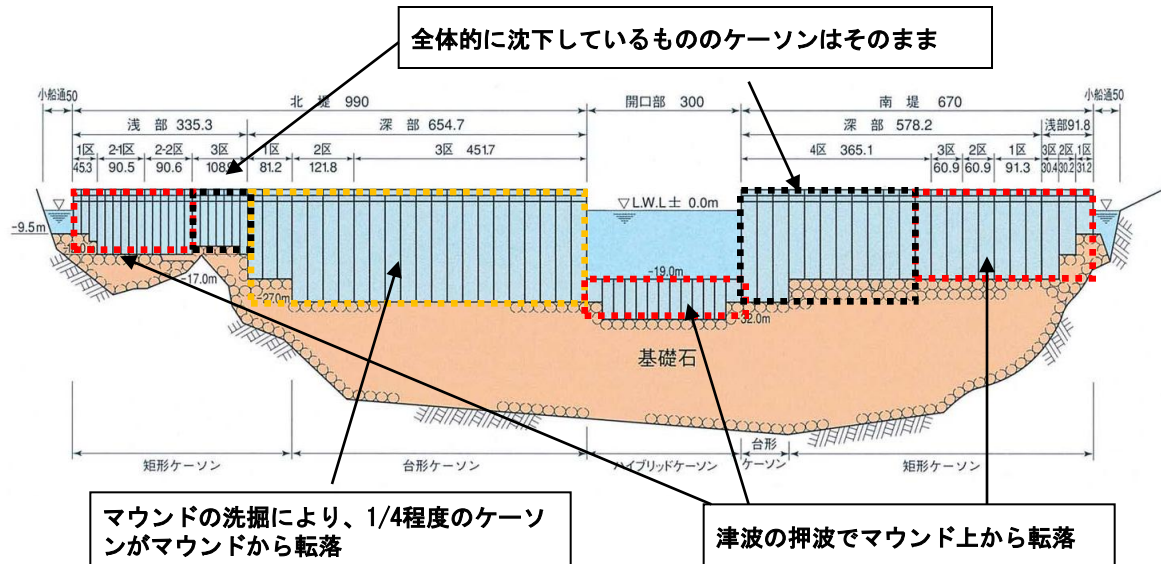 全体的に沈下しているもののケーソンはそのまま
小船通50
北 堤 990
開口部 300
南 堤 670
小船通50
浅 部 335.3
深 部 654.7
深 部 578.2
浅部91.8
1区 2-1区 2-2区 3区 1区 2区 3区 451.7
4区 365.1
3区 2区 1区 3区 2区 1区
45.3 90.5 90.6 108. 81.2 121.8
60.9 60.9 91.3 30.4 30.2 31.2
▽L.W.L± 0.0m
-9.5m
-17.0m
-27.0
-19.0m
32.0m
基礎石
矩形ケーソン
台形ケーソン
ハイブリッドケーソン
台形
ケーソン
矩形ケーソン
マウンドの洗掘により、1/4程度のケーソ
ンがマウンドから転落
津波の押波でマウンド上から転落